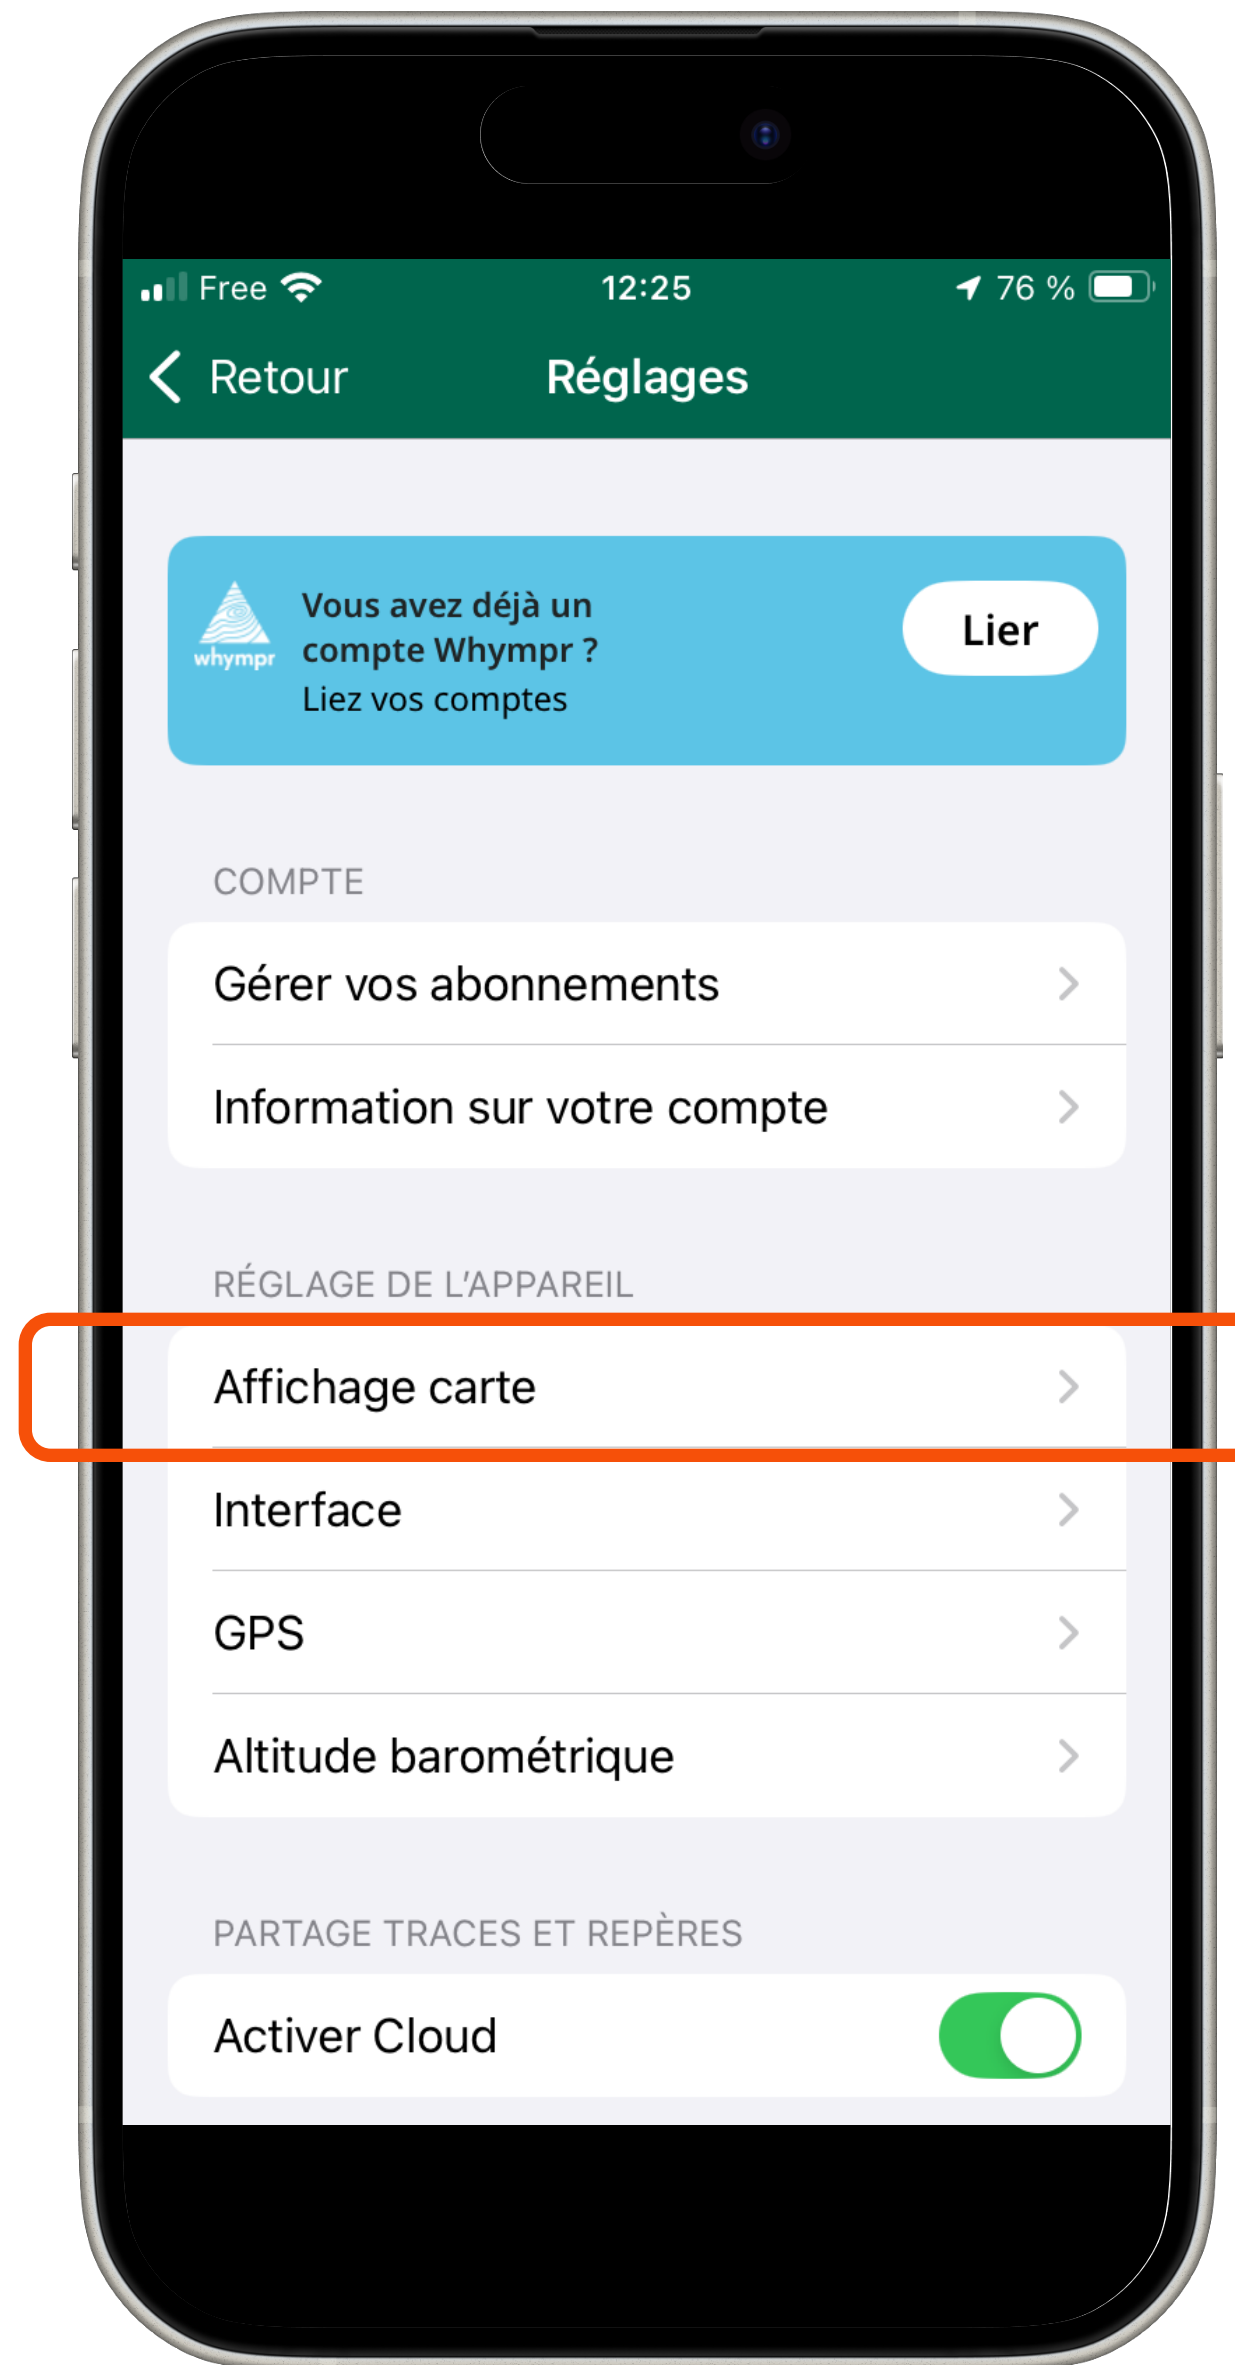 Free 12:25 76 %
Retour Réglages
Vous avez déjà un
compte Whympr ?
Liez vos comptes
whympr
Lier
COMPTE
Gérer vos abonnements
Information sur votre compte
RÉGLAGE DE L'APPAREIL
Affichage carte
Interface
GPS
Altitude barométrique
PARTAGE TRACES ET REPÈRES
Activer Cloud